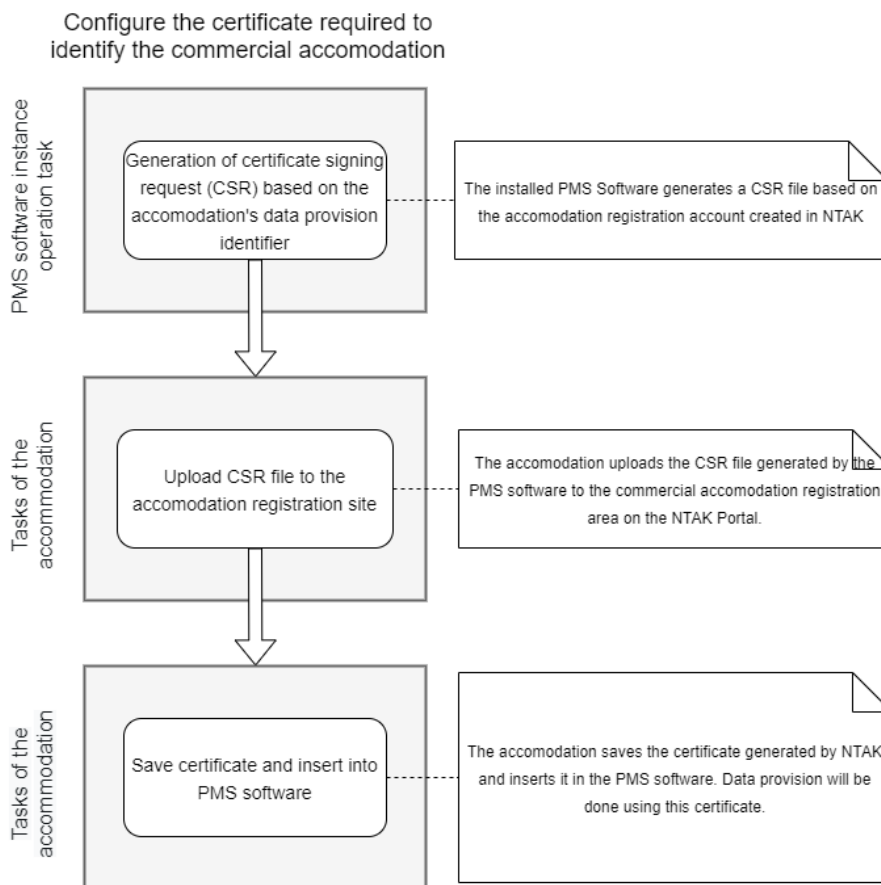 Configure the certificate required to
identify the commercial accomodation
PMS software instance
operation task
Generation of certificate signing
request (CSR) based on the
accomodation's data provision
identifier
The installed PMS Software generates a CSR file based on
the accomodation registration account created in NTAK
Tasks of the
accommodation
Upload CSR file to the
accomodation registration site
The accomodation uploads the CSR file generated by the
PMS software to the commercial accomodation registration
area on the NTAK Portal.
Tasks of the
accommodation
Save certificate and insert into
PMS software
The accomodation saves the certificate generated by NTAK
and inserts it in the PMS software. Data provision will be
done using this certificate.